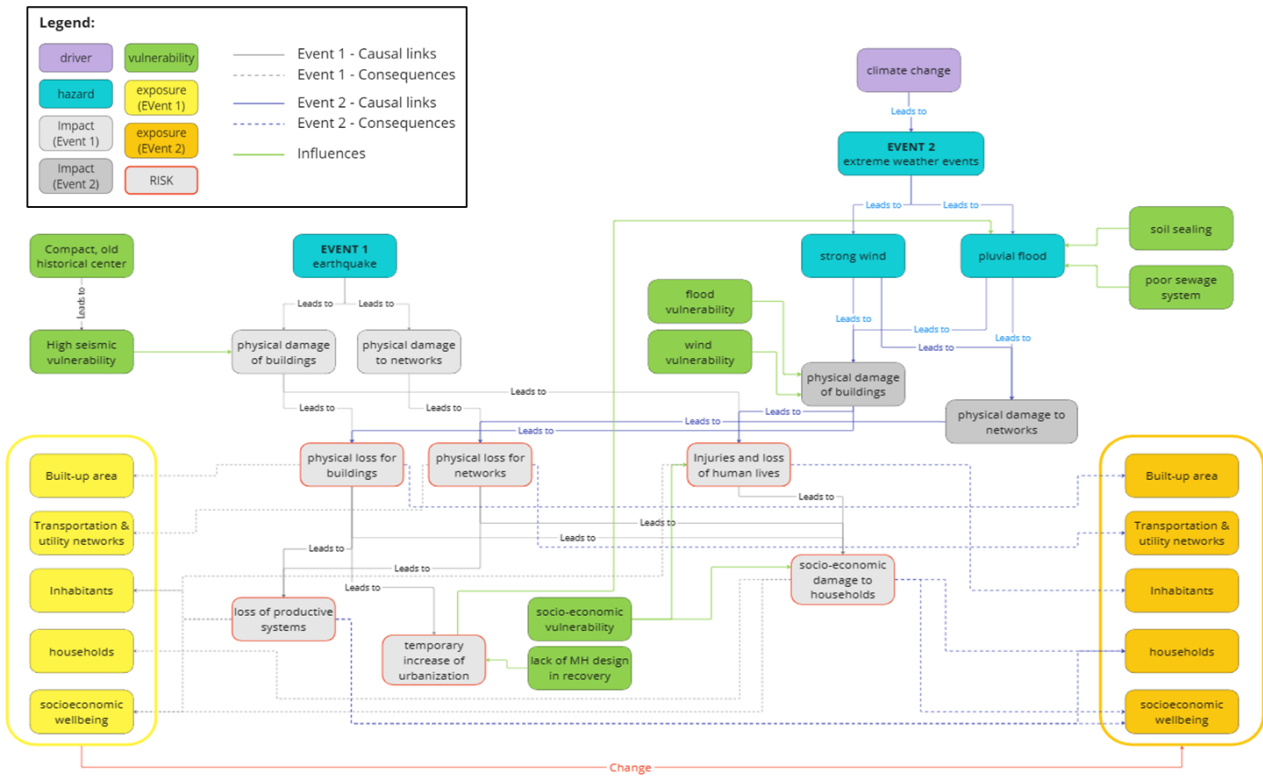 Legend:
driver
vulnerability
hazard
exposure
(EVent 1)
Impact
(Event 1)
exposure
(EVent 2)
Impact
(Event 2)
RISK
Event 1 - Causal links
Event 1 - Consequences
Event 2 - Causal links
Event 2 - Consequences
Influences
climate change
Leads to
EVENT 2
extreme weather events
Leads to
Leads to
Compact, old
historical center
EVENT 1
earthquake
strong wind
pluvial flood
soil sealing
poor sewage
system
Leads to
Leads to
Leads to
flood
vulnerability
wind
vulnerability
Leads to
Leads to
Leads to
Leads to
High seismic
vulnerability
physical damage
of buildings
physical damage
to networks
physical damage
of buildings
physical damage to
networks
Leads to
Leads to
Leads to
Leads to
Leads to
Leads to
physical loss for
buildings
physical loss for
networks
Injuries and loss
of human lives
Leads to
Leads to
Leads to
Leads to
Leads to
Leads to
Built-up area
Transportation &
utility networks
Inhabitants
households
socioeconomic
wellbeing
loss of productive
systems
temporary
increase of
urbanization
socio-economic
vulnerability
lack of MH design
in recovery
socio-economic
damage to
households
Built-up area
Transportation &
utility networks
Inhabitants
households
socioeconomic
wellbeing
Change